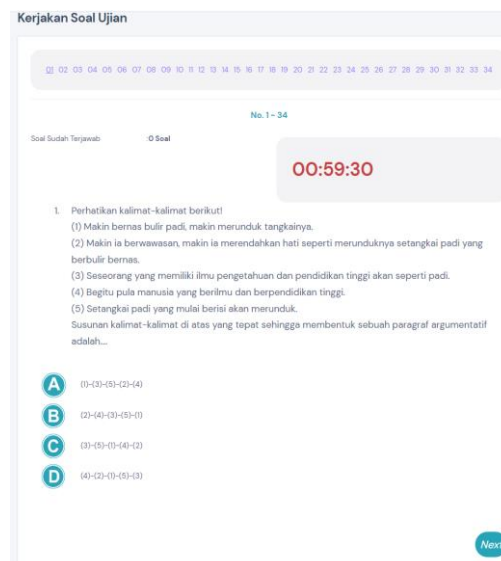 Kerjakan Soal Ujian
01 02 03 04 05 06 07 08 09 10 11 12 13 14 15 16 17 18 19 20 21 22 23 24 25 26 27 28 29 30 31 32 33 34
No. 1 - 34
Soal Sudah Terjawab :0 Soal
00:59:30
1. Perhatikan kalimat-kalimat berikut!
(1) Makin bernas bulir padi, makin merunduk tangkainya.
(2) Makin ia berwawasan, makin ia merendahkan hati seperti merunduknya setangkai padi yang
berbulir bernas.
(3) Seseorang yang memiliki ilmu pengetahuan dan pendidikan tinggi akan seperti padi.
(4) Begitu pula manusia yang berilmu dan berpendidikan tinggi.
(5) Setangkai padi yang mulai berisi akan merunduk.
Susunan kalimat-kalimat di atas yang tepat sehingga membentuk sebuah paragraf argumentatif
adalah....
A (1)-(3)-(5)-(2)-(4)
B (2)-(4)-(3)-(5)-(1)
C (3)-(5)-(1)-(4)-(2)
D (4)-(2)-(1)-(5)-(3)
Next